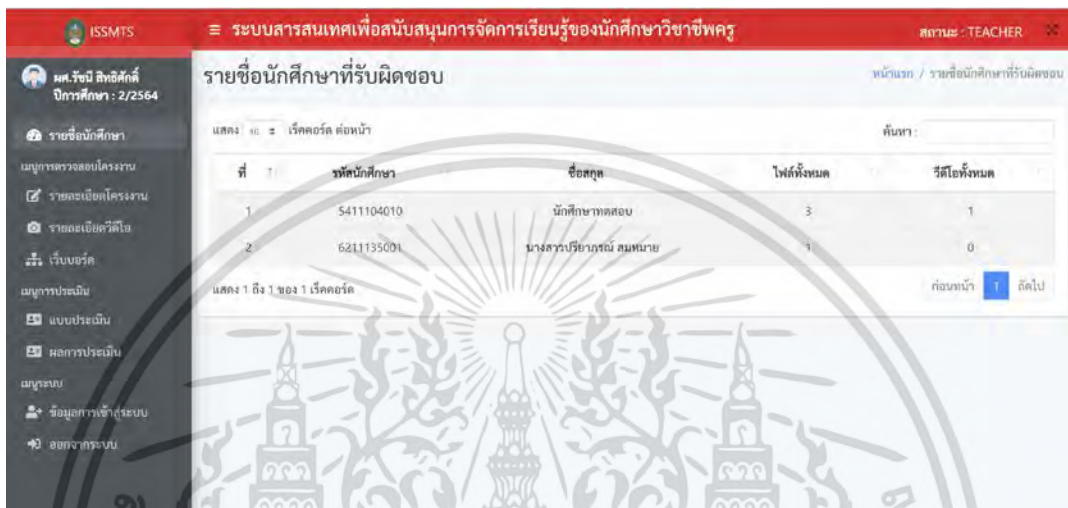 ISSMTS
≡ ระบบสารสนเทศเพื่อสนับสนุนการจัดการเรียนรู้ของนักศึกษาวิชาชีพครู
สถานะ : TEACHER
ผศ.รัชนี สิทธิศักดิ์
ปีการศึกษา : 2/2564
รายชื่อนักศึกษาที่รับผิดชอบ
หน้าแรก / รายชื่อนักศึกษาที่รับผิดชอบ
รายชื่อนักศึกษา
เมนูการตรวจสอบโครงงาน
รายละเอียดโครงงาน
รายละเอียดวีดีโอ
เว็บบอร์ด
เมนูการประเมิน
แบบประเมิน
ผลการประเมิน
เมนูระบบ
ข้อมูลการเข้าสู่ระบบ
ออกจากระบบ
แสดง 10 เร็คคอร์ด ต่อหน้า
ค้นหา :
ที่ รหัสนักศึกษา ชื่อสกุล ไฟล์ทั้งหมด วีดีโอทั้งหมด
1 5411104010 นักศึกษาทดสอบ 3 1
2 6211135001 นางสาวปรียาภรณ์ สมหมาย 1 0
แสดง 1 ถึง 1 ของ 1 เร็คคอร์ด
ก่อนหน้า 1 ถัดไป